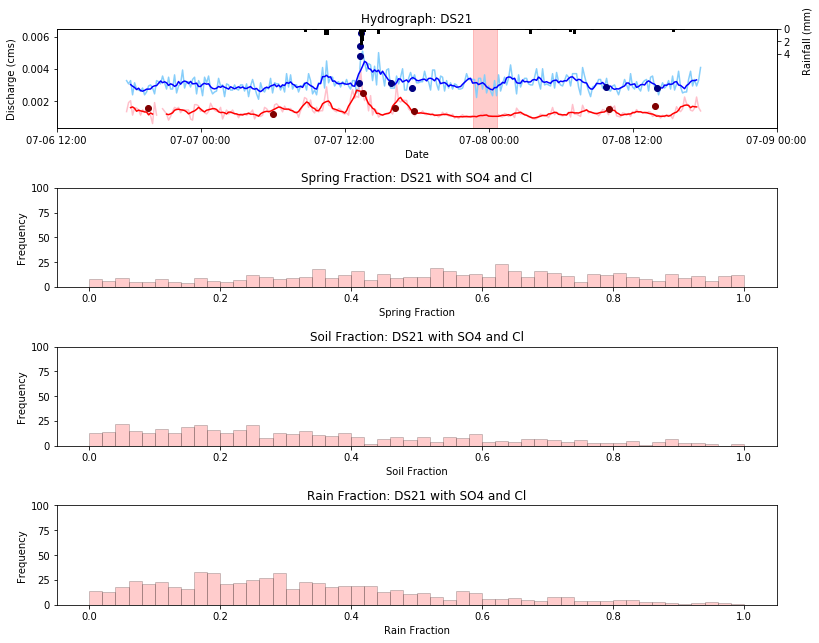 Hydrograph: DS21
0.006
0.004
0.002
Discharge (cms)
0
2
4
Rainfall (mm)
07-06 12:00 07-07 00:00 07-07 12:00 07-08 00:00 07-08 12:00 07-09 00:00
Date
Spring Fraction: DS21 with SO4 and Cl
100
75
50
25
0
Frequency
0.0 0.2 0.4 0.6 0.8 1.0
Spring Fraction
Soil Fraction: DS21 with SO4 and Cl
100
75
50
25
0
Frequency
0.0 0.2 0.4 0.6 0.8 1.0
Soil Fraction
Rain Fraction: DS21 with SO4 and Cl
100
75
50
25
0
Frequency
0.0 0.2 0.4 0.6 0.8 1.0
Rain Fraction